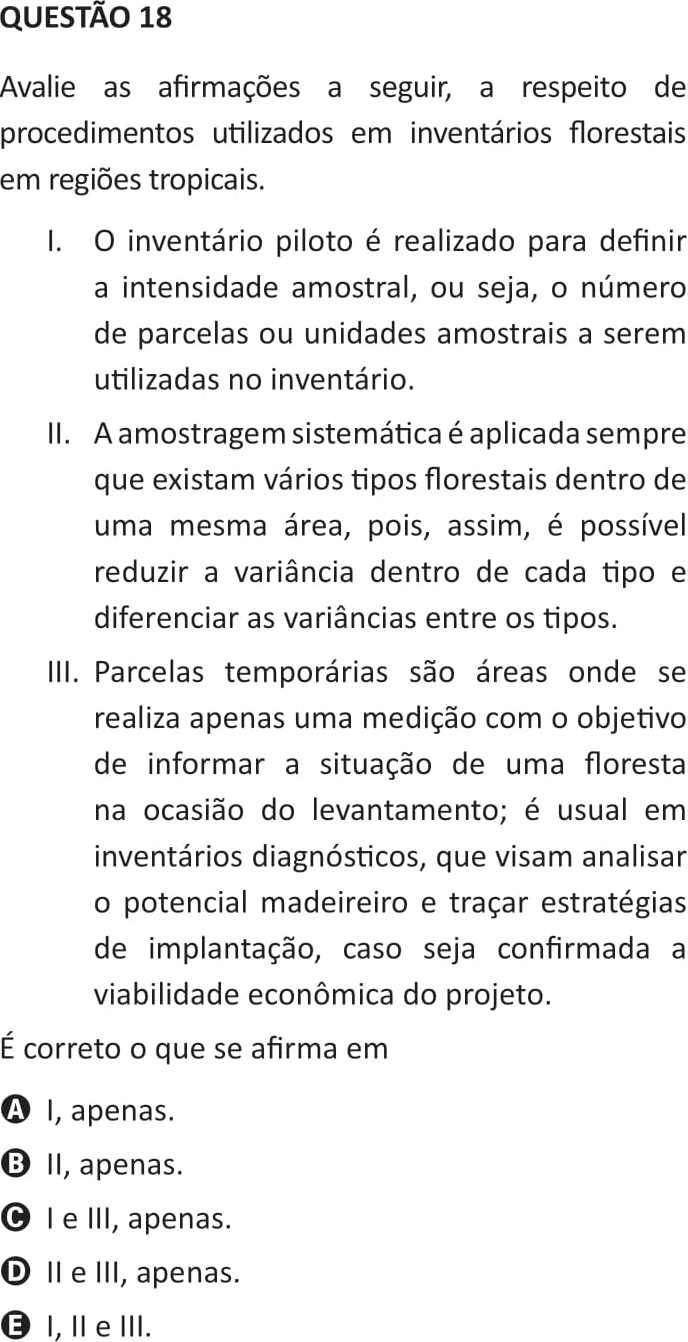 QUESTÃO 18
Avalie as afirmações a seguir, a respeito de
procedimentos utilizados em inventários florestais
em regiões tropicais.
I. O inventário piloto é realizado para definir
a intensidade amostral, ou seja, o número
de parcelas ou unidades amostrais a serem
utilizadas no inventário.
II. A amostragem sistemática é aplicada sempre
que existam vários tipos florestais dentro de
uma mesma área, pois, assim, é possível
reduzir a variância dentro de cada tipo e
diferenciar as variâncias entre os tipos.
III. Parcelas temporárias são áreas onde se
realiza apenas uma medição com o objetivo
de informar a situação de uma floresta
na ocasião do levantamento; é usual em
inventários diagnósticos, que visam analisar
o potencial madeireiro e traçar estratégias
de implantação, caso seja confirmada a
viabilidade econômica do projeto.
É correto o que se afirma em
A I, apenas.
B II, apenas.
C I e III, apenas.
D II e III, apenas.
E I, II e III.